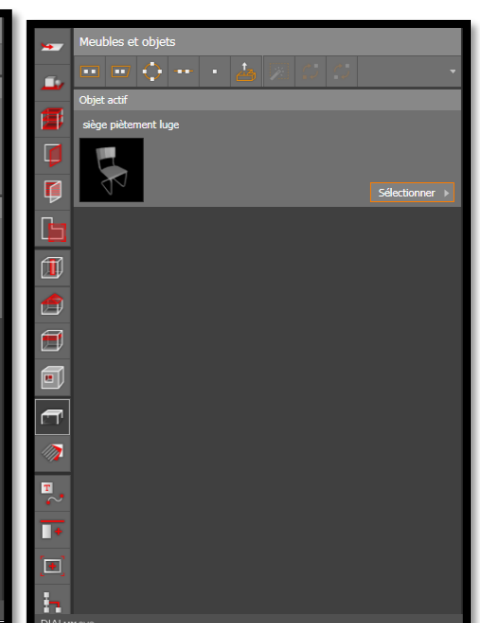 Meubles et objets
Objet actif
siège piètement luge
Sélectionner
T